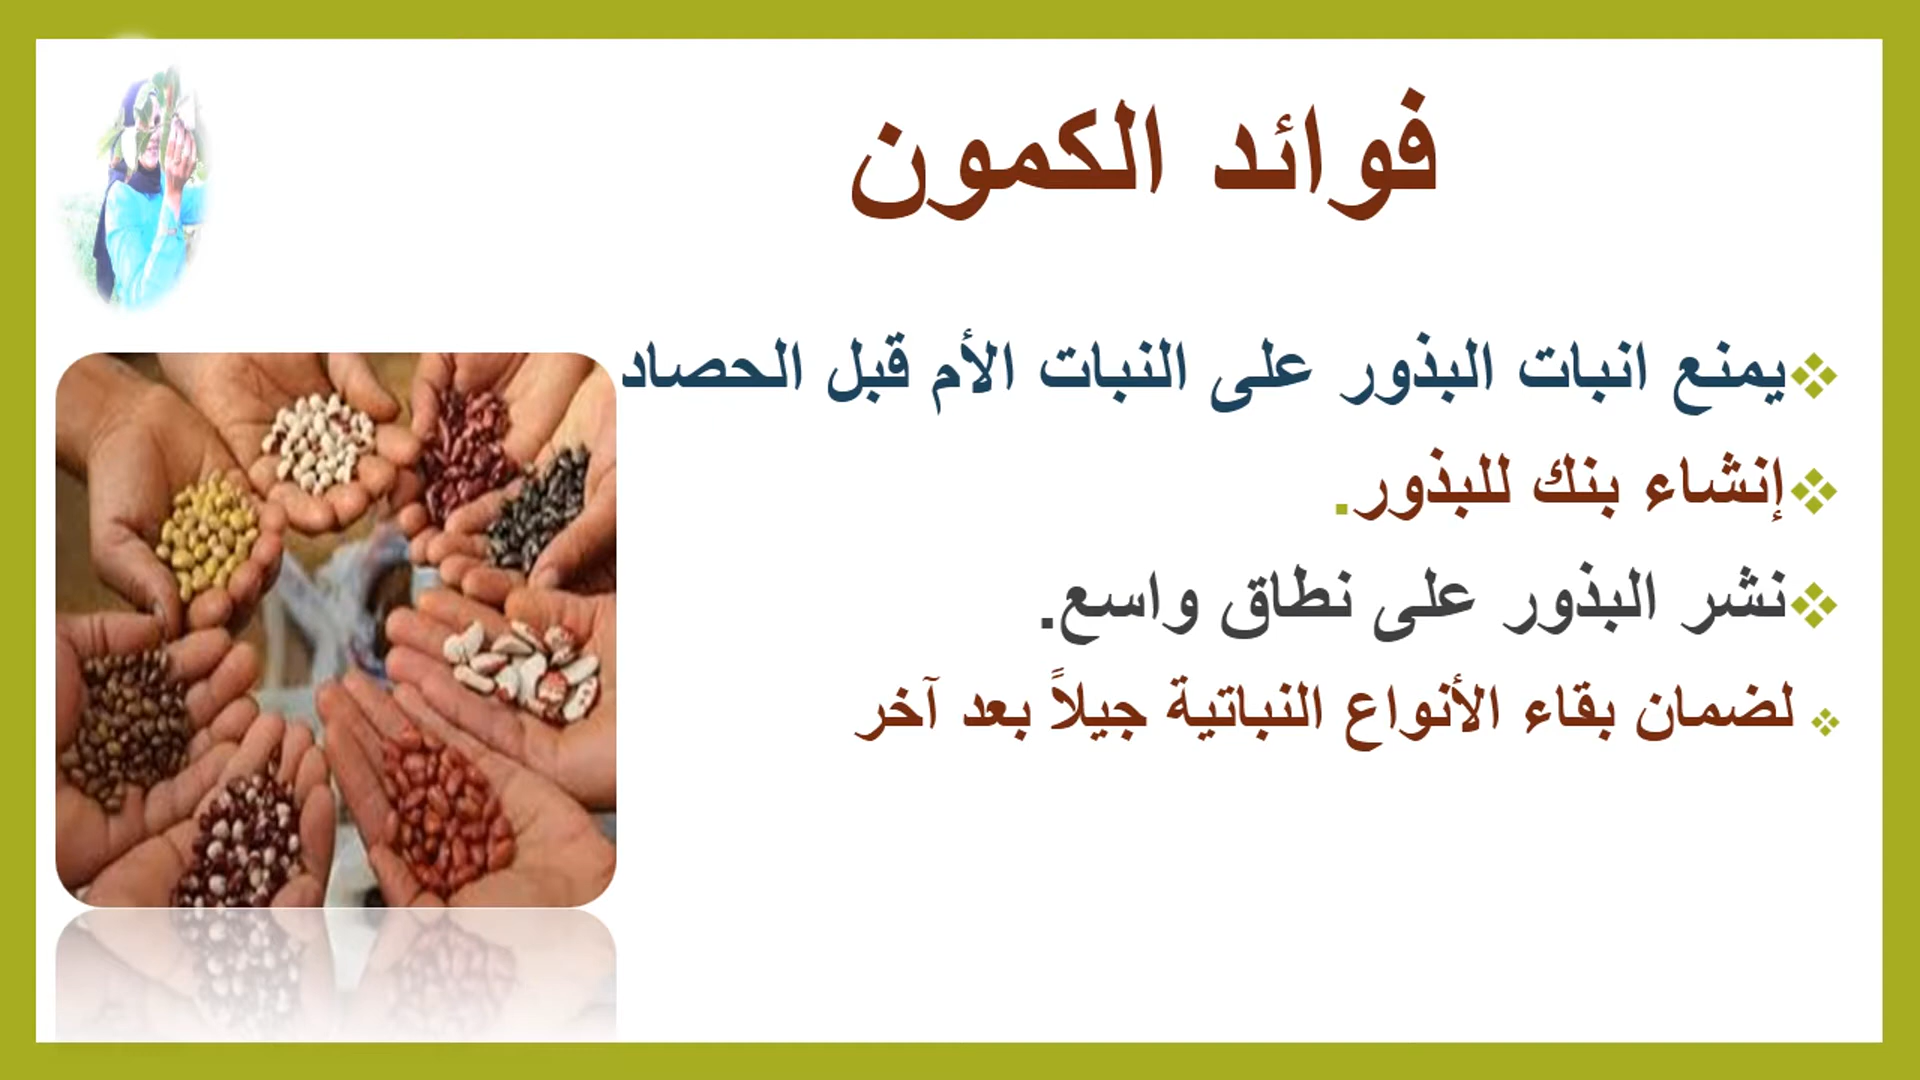 فوائد الكمون
يمنع انبات البذور على النبات الأم قبل الحصاد
إنشاء بنك للبذور.
نشر البذور على نطاق واسع.
لضمان بقاء الأنواع النباتية جيلاً بعد آخر